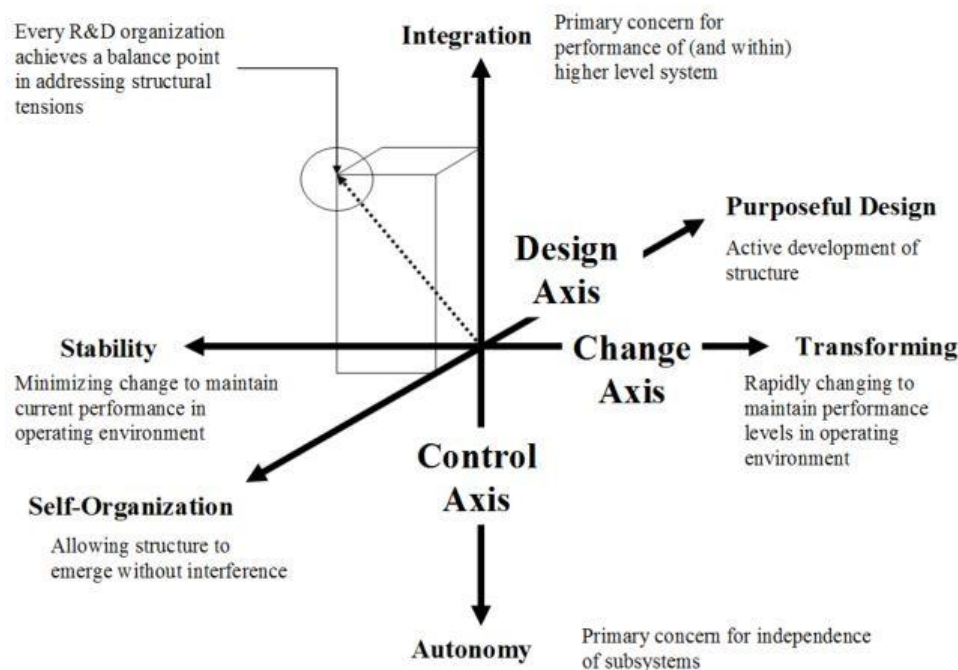 Every R&D organization
achieves a balance point
in addressing structural
tensions
Integration
Primary concern for
performance of (and within)
higher level system
Purposeful Design
Active development of
structure
Design
Axis
Stability
Minimizing change to maintain
current performance in
operating environment
Change
Axis
Transforming
Rapidly changing to
maintain performance
levels in operating
environment
Control
Axis
Self-Organization
Allowing structure to
emerge without interference
Autonomy
Primary concern for independence
of subsystems